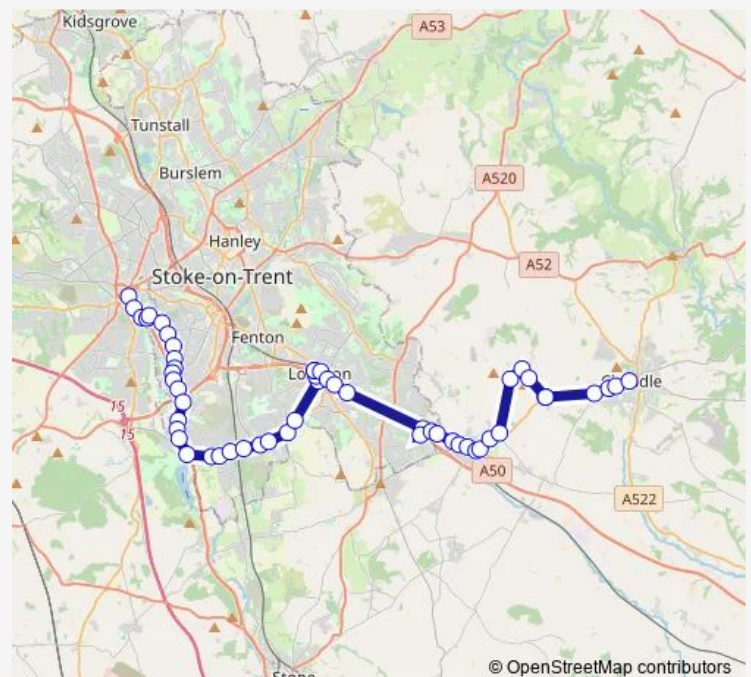 Kidsgrove
A53
Tunstall
Burslem
A520
Hanley
A52
Stoke-on-Trent
Fenton
15
15
A50
A522
© OpenStreetMap contributors